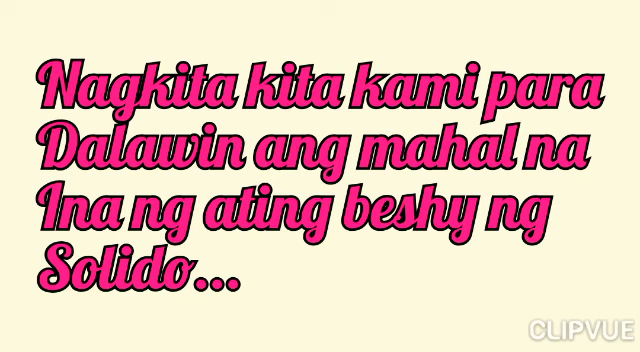 Nagkita kita kami para
Dalawin ang mahal na
Ina ng ating beshy ng
Solido...
CLIPVUE